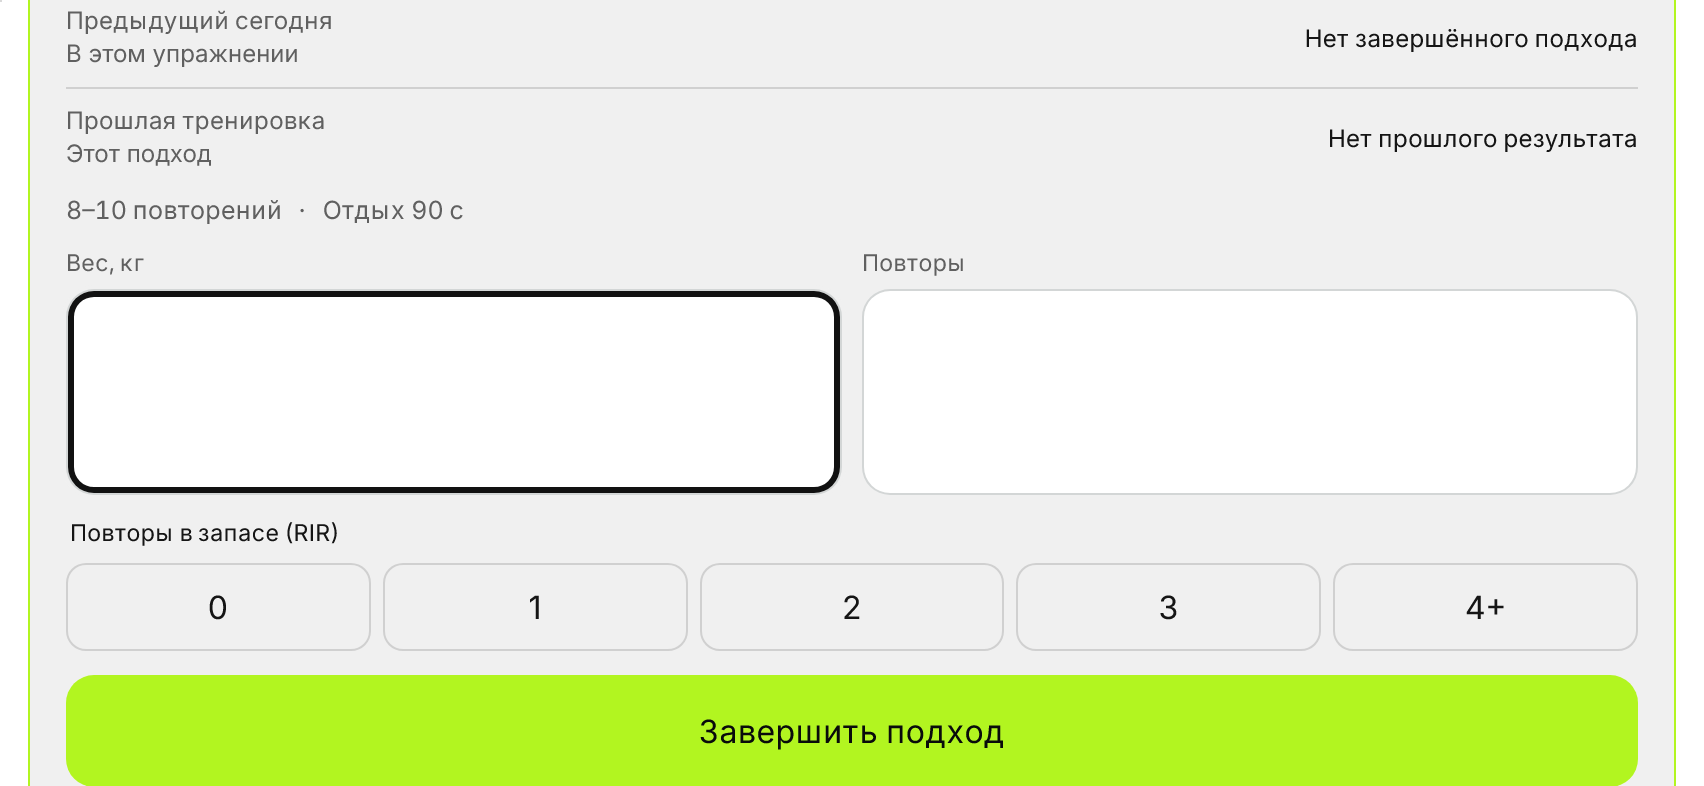 Предыдущий сегодня
В этом упражнении
Нет завершённого подхода
Прошлая тренировка
Этот подход
Нет прошлого результата
8–10 повторений · Отдых 90 с
Вес, кг
Повторы
Повторы в запасе (RIR)
0 1 2 3 4+
Завершить подход